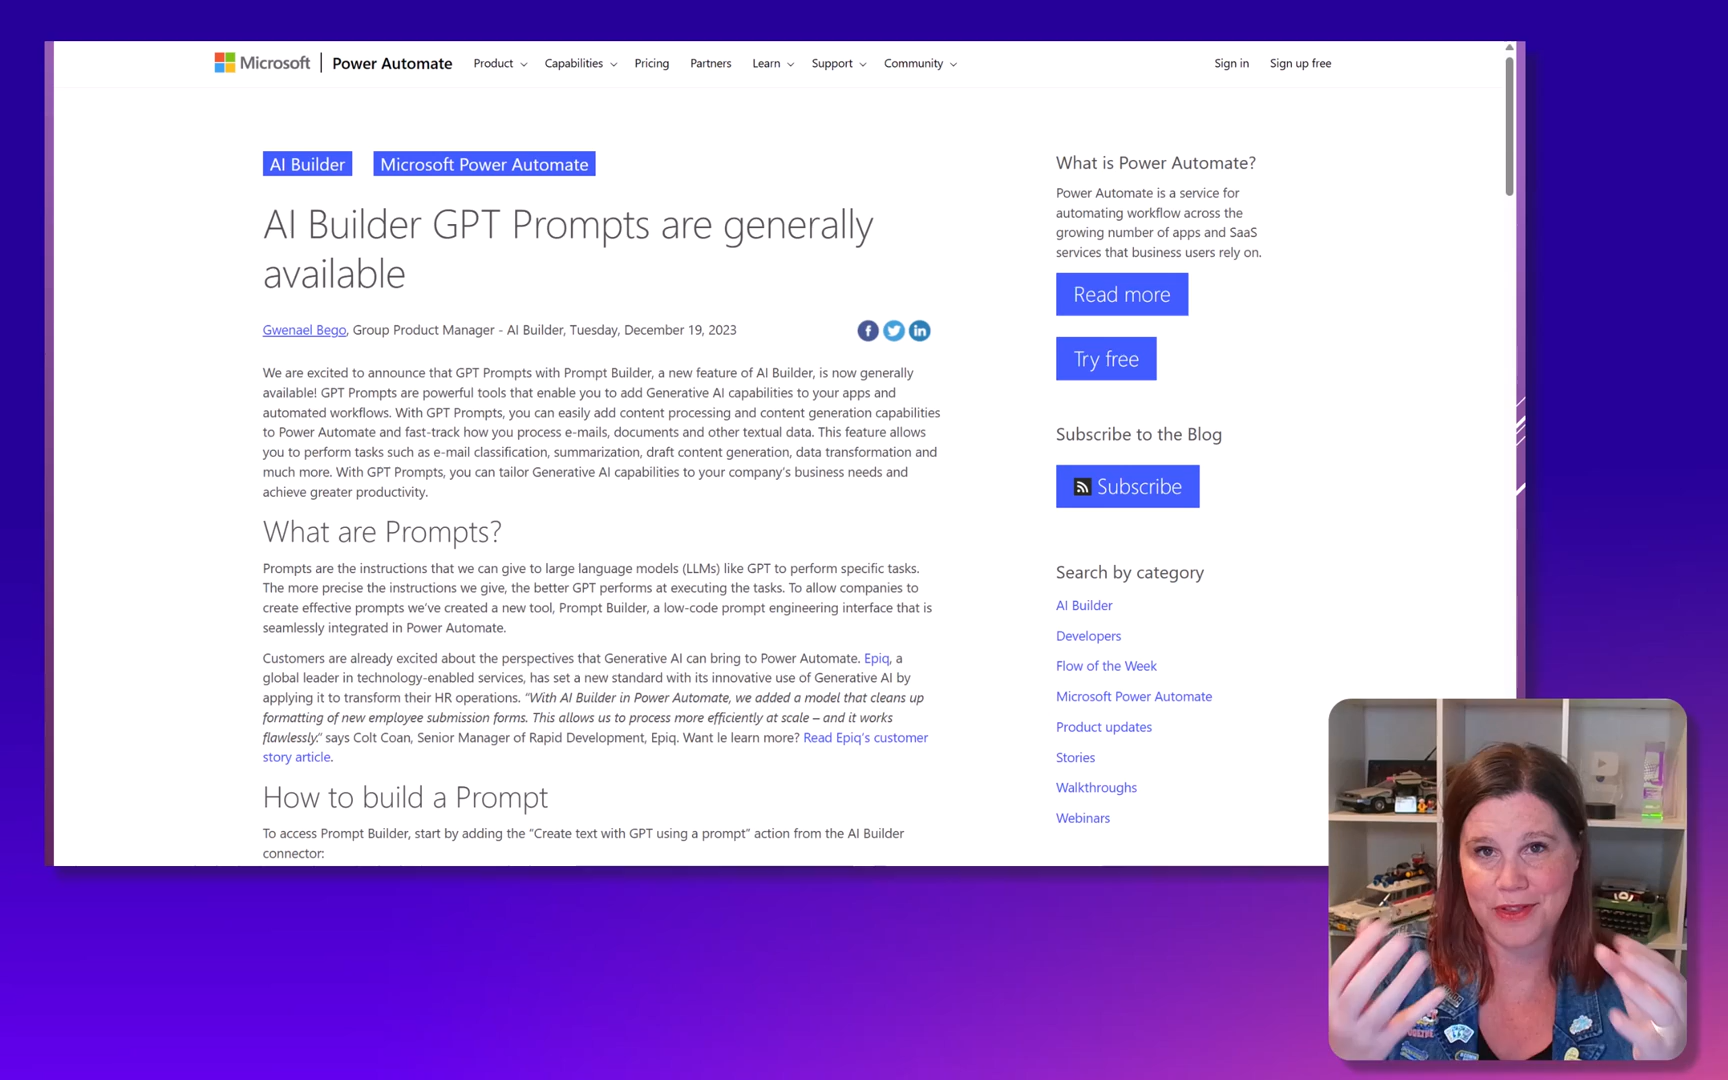 Microsoft | Power Automate Product Capabilities Pricing Partners Learn Support Community Sign in Sign up free
AI Builder Microsoft Power Automate
AI Builder GPT Prompts are generally
available
Gwenael Bego, Group Product Manager - AI Builder, Tuesday, December 19, 2023
We are excited to announce that GPT Prompts with Prompt Builder, a new feature of AI Builder, is now generally
available! GPT Prompts are powerful tools that enable you to add Generative AI capabilities to your apps and
automated workflows. With GPT Prompts, you can easily add content processing and content generation capabilities
to Power Automate and fast-track how you process e-mails, documents and other textual data. This feature allows
you to perform tasks such as e-mail classification, summarization, draft content generation, data transformation and
much more. With GPT Prompts, you can tailor Generative AI capabilities to your company's business needs and
achieve greater productivity.
What are Prompts?
Prompts are the instructions that we can give to large language models (LLMs) like GPT to perform specific tasks.
The more precise the instructions we give, the better GPT performs at executing the tasks. To allow companies to
create effective prompts we've created a new tool, Prompt Builder, a low-code prompt engineering interface that is
seamlessly integrated in Power Automate.
Customers are already excited about the perspectives that Generative AI can bring to Power Automate. Epiq, a
global leader in technology-enabled services, has set a new standard with its innovative use of Generative AI by
applying it to transform their HR operations. "With AI Builder in Power Automate, we added a model that cleans up
formatting of new employee submission forms. This allows us to process more efficiently at scale – and it works
flawlessly." says Colt Coan, Senior Manager of Rapid Development, Epiq. Want le learn more? Read Epiq's customer
story article.
How to build a Prompt
To access Prompt Builder, start by adding the "Create text with GPT using a prompt" action from the AI Builder
connector:
What is Power Automate?
Power Automate is a service for
automating workflow across the
growing number of apps and SaaS
services that business users rely on.
Read more
Try free
Subscribe to the Blog
Subscribe
Search by category
AI Builder
Developers
Flow of the Week
Microsoft Power Automate
Product updates
Stories
Walkthroughs
Webinars